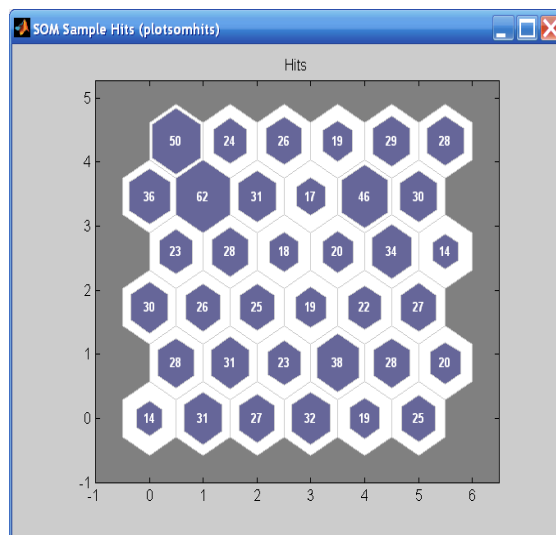 SOM Sample Hits (plotsomhits)
Hits
5
50 24 26 19 29 28
4
36 62 31 17 46 30
3
23 28 18 20 34 14
2
30 26 25 19 22 27
1
28 31 23 38 28 20
0
14 31 27 32 19 25
-1
-1 0 1 2 3 4 5 6